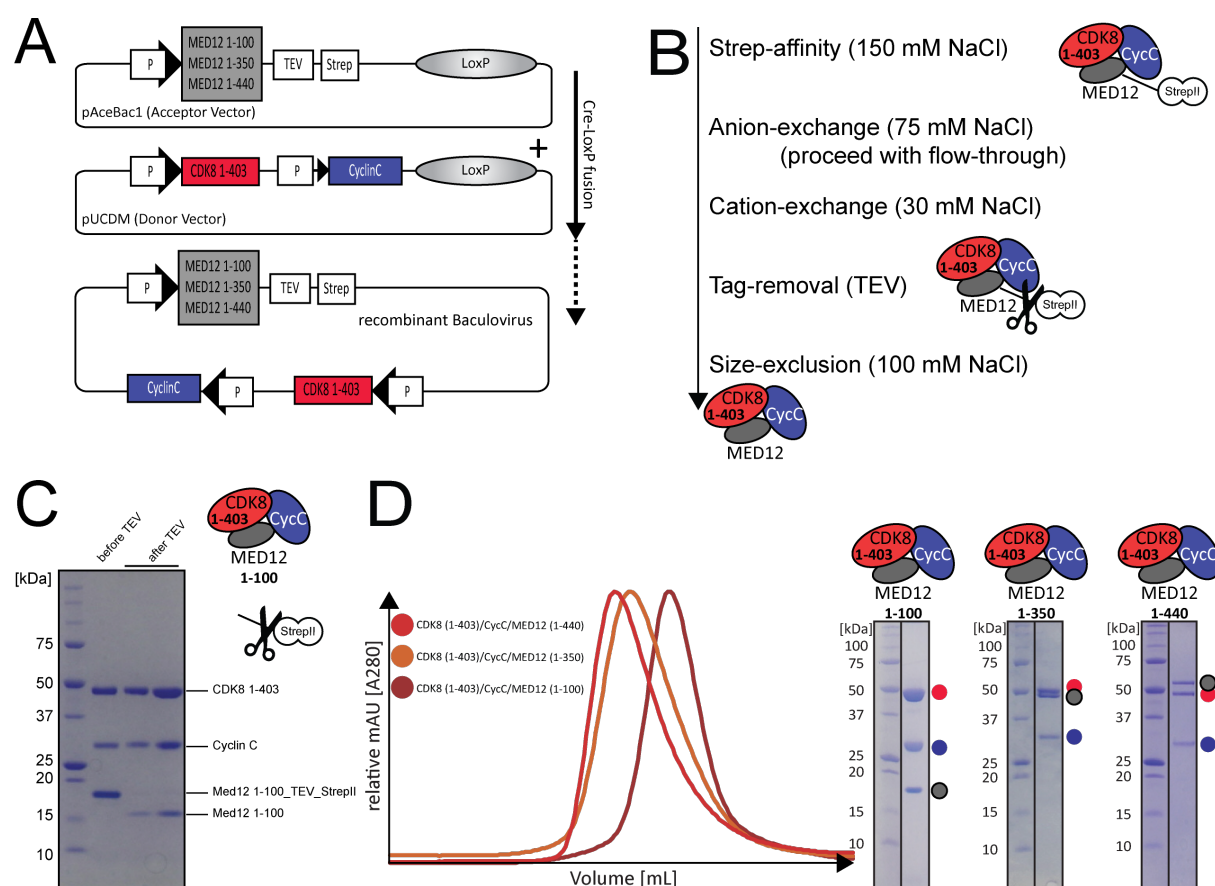 A
P
MED12 1-100
MED12 1-350
MED12 1-440
TEV
Strep
LoxP
pAceBac1 (Acceptor Vector)
+
P
CDK8 1-403
P
CyclinC
LoxP
pUCDM (Donor Vector)
Cre-LoxP fusion
P
MED12 1-100
MED12 1-350
MED12 1-440
TEV
Strep
recombinant Baculovirus
CyclinC
P
CDK8 1-403
P
B
Strep-affinity (150 mM NaCl)
CDK8
1-403
CycC
MED12
StrepII
Anion-exchange (75 mM NaCl)
(proceed with flow-through)
Cation-exchange (30 mM NaCl)
Tag-removal (TEV)
CDK8
1-403
CycC
MED12
StrepII
Size-exclusion (100 mM NaCl)
CDK8
1-403
CycC
MED12
C
before TEV
after TEV
CDK8
1-403
CycC
MED12
1-100
StrepII
[kDa]
75
50
37
25
20
15
10
CDK8 1-403
Cyclin C
Med12 1-100_TEV_StrepII
Med12 1-100
D
relative mAU [A280]
CDK8 (1-403)/CycC/MED12 (1-440)
CDK8 (1-403)/CycC/MED12 (1-350)
CDK8 (1-403)/CycC/MED12 (1-100)
Volume [mL]
CDK8
1-403
CycC
MED12
1-100
[kDa]
100
75
50
37
25
20
15
10
CDK8
1-403
CycC
MED12
1-350
[kDa]
100
75
50
37
25
20
15
10
CDK8
1-403
CycC
MED12
1-440
[kDa]
100
75
50
37
25
20
15
10